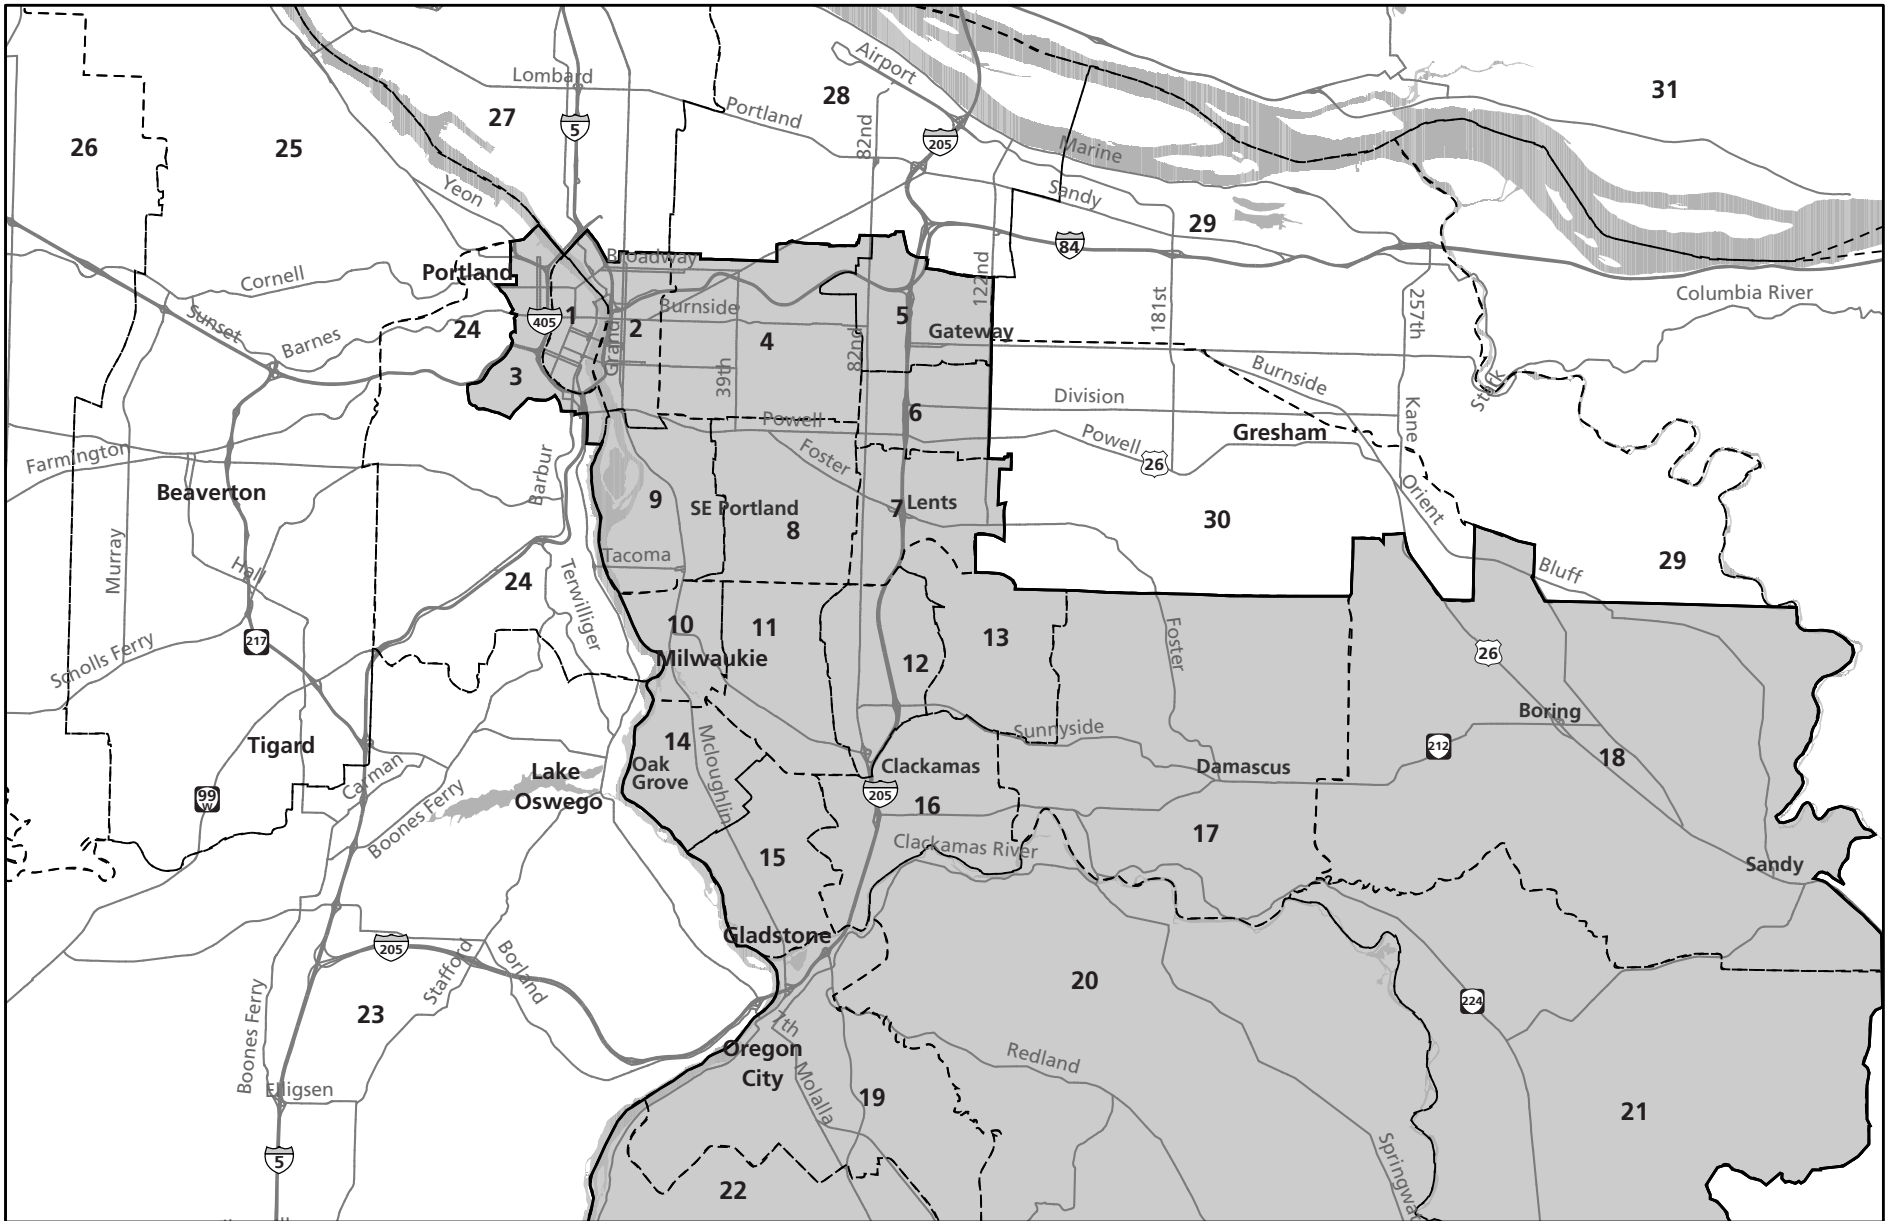 31
28
Airport
Lombard
27
Portland
5
82nd
205
26
25
Marine
Yeon
Sandy
29
84
Broadway
Portland
Cornell
122nd
Columbia River
Sunset
Barnes
24
405
1
2
Burnside
Grand
4
82nd
5
Gateway
181st
257th
3
39th
Burnside
Stark
Division
6
Powell
Kane
Gresham
Powell
26
Farmington
Barbur
Foster
Beaverton
9
SE Portland
8
7
Lents
Orient
30
Murray
Tacoma
Hall
24
Terwilliger
Bluff
29
10
11
13
217
Scholls Ferry
Milwaukie
12
Foster
26
Boring
Tigard
14
Mcloughlin
Sunnyside
212
18
Oak
Grove
Clackamas
Damascus
Lake
Oswego
Carman
99
W
205
16
Boones Ferry
17
Clackamas River
15
Sandy
Gladstone
205
Stafford
Borland
20
224
Boones Ferry
23
7th
Oregon
City
Redland
Molalla
Elligsen
19
21
5
22
Springwat